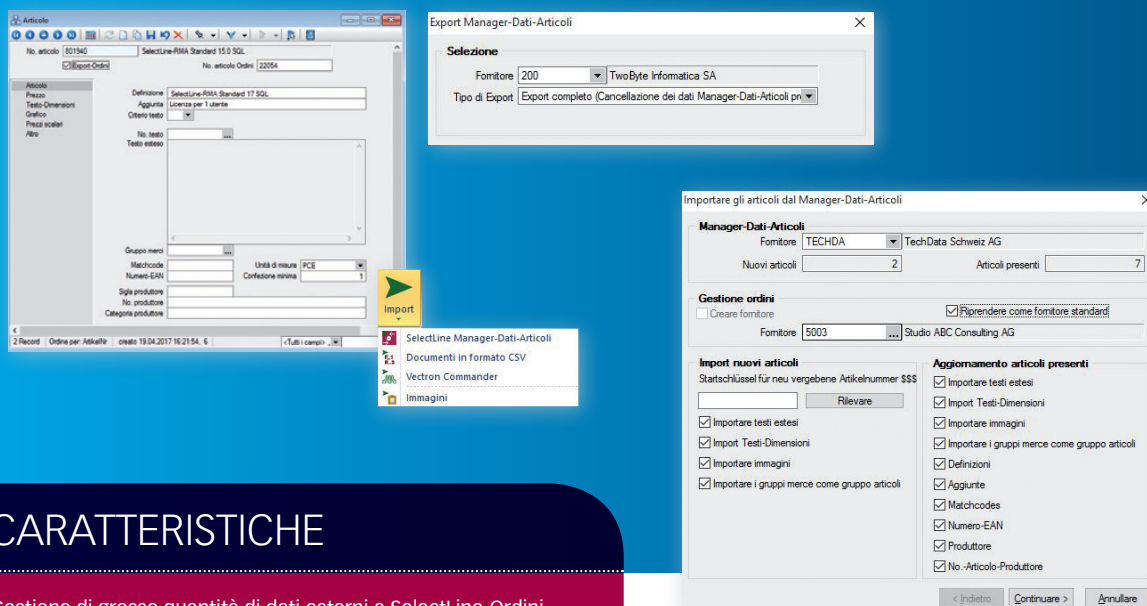 Articolo
No. articolo 801940 SelectLine-RMA Standard 15.0 SQL
Export-Ordini No. articolo Ordini 22054
Articolo
Prezzo
Testo-Dimensioni
Grafico
Prezzi scalari
Altro
Definizione SelectLine-RMA Standard 17 SQL
Aggiunta Licenza per 1 utente
Criterio testo
No. testo
Testo esteso
Gruppo merci
Matchcode Unità di misura PCE
Numero-EAN Confezione minima 1
Sigla produttore
No. produttore
Categoria produttore
2 Record Ordine per: ArtikelNr creato 19.04.2017 16:21:54, 6 <Tutti i campi>
Import
SelectLine Manager-Dati-Articoli
Documenti in formato CSV
Vectron Commander
Immagini
Export Manager-Dati-Articoli
Selezione
Fornitore 200 TwoByte Informatica SA
Tipo di Export Export completo (Cancellazione dei dati Manager-Dati-Articoli pr
Importare gli articoli dal Manager-Dati-Articoli
Manager-Dati-Articoli
Fornitore TECHDA TechData Schweiz AG
Nuovi articoli 2 Articoli presenti 7
Gestione ordini
Creare fornitore Riprendere come fornitore standard
Fornitore 5003 ... Studio ABC Consulting AG
Import nuovi articoli
Startschlüssel für neu vergebene Artikelnummer $$$
Rilevare
Importare testi estesi
Import Testi-Dimensioni
Importare immagini
Importare i gruppi merce come gruppo articoli
Aggiornamento articoli presenti
Importare testi estesi
Import Testi-Dimensioni
Importare immagini
Importare i gruppi merce come gruppo articoli
Definizioni
Aggiunte
Matchcodes
Numero-EAN
Produttore
No.-Articolo-Produttore
< Indietro Continuare > Annullare
CARATTERISTICHE
Gestione di grosse quantità di dati esterni a SelectLine-Ordini